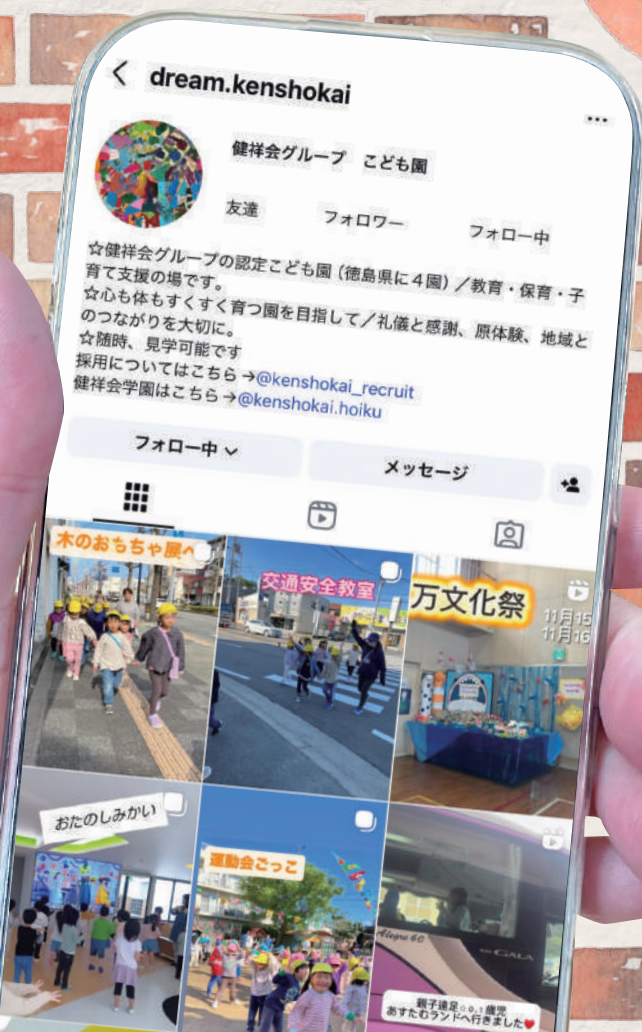 dream.kenshokai
健祥会グループ こども園
友達 フォロワー フォロー中
☆健祥会グループの認定こども園（徳島県に４園）／教育・保育・子
育て支援の場です。
☆心も体もすくすく育つ園を目指して／礼儀と感謝、原体験、地域と
のつながりを大切に。
☆随時、見学可能です
採用についてはこちら→@kenshokai_recruit
健祥会学園はこちら→@kenshokai.hoiku
フォロー中 メッセージ
木のおもちゃ展へ
交通安全教室
万文化祭
11月15
11月16
おたのしみかい
運動会ごっこ
Alegre 60
GALA
親子遠足☆0,1歳児
あすたむランドへ行きました❤